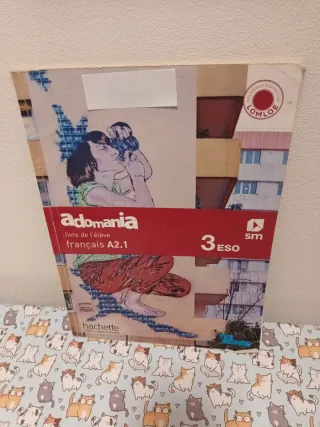 LOMLOE
adomania
livre de l'élève
français A2.1
3 ESO
sm
hachette